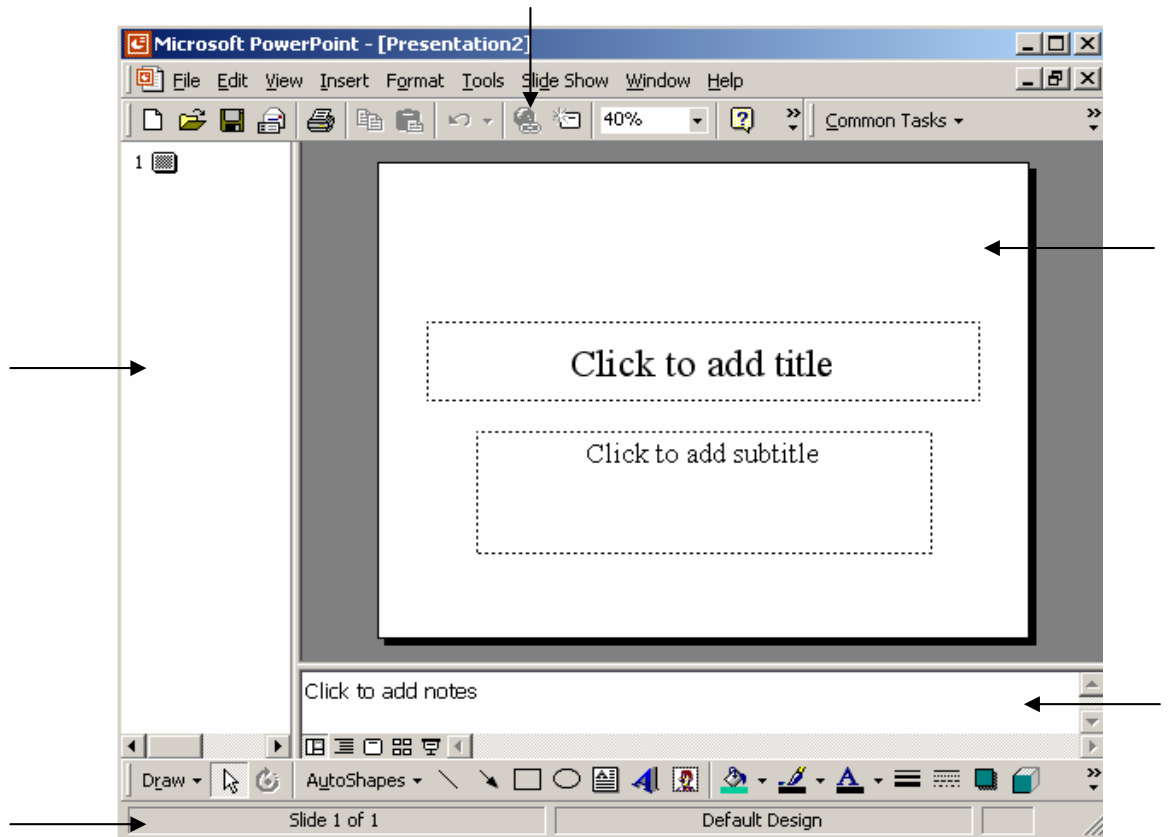 Microsoft PowerPoint - [Presentation2]
File Edit View Insert Format Tools Slide Show Window Help
40% Common Tasks
1
Click to add title
Click to add subtitle
Click to add notes
Draw AutoShapes
Slide 1 of 1 Default Design